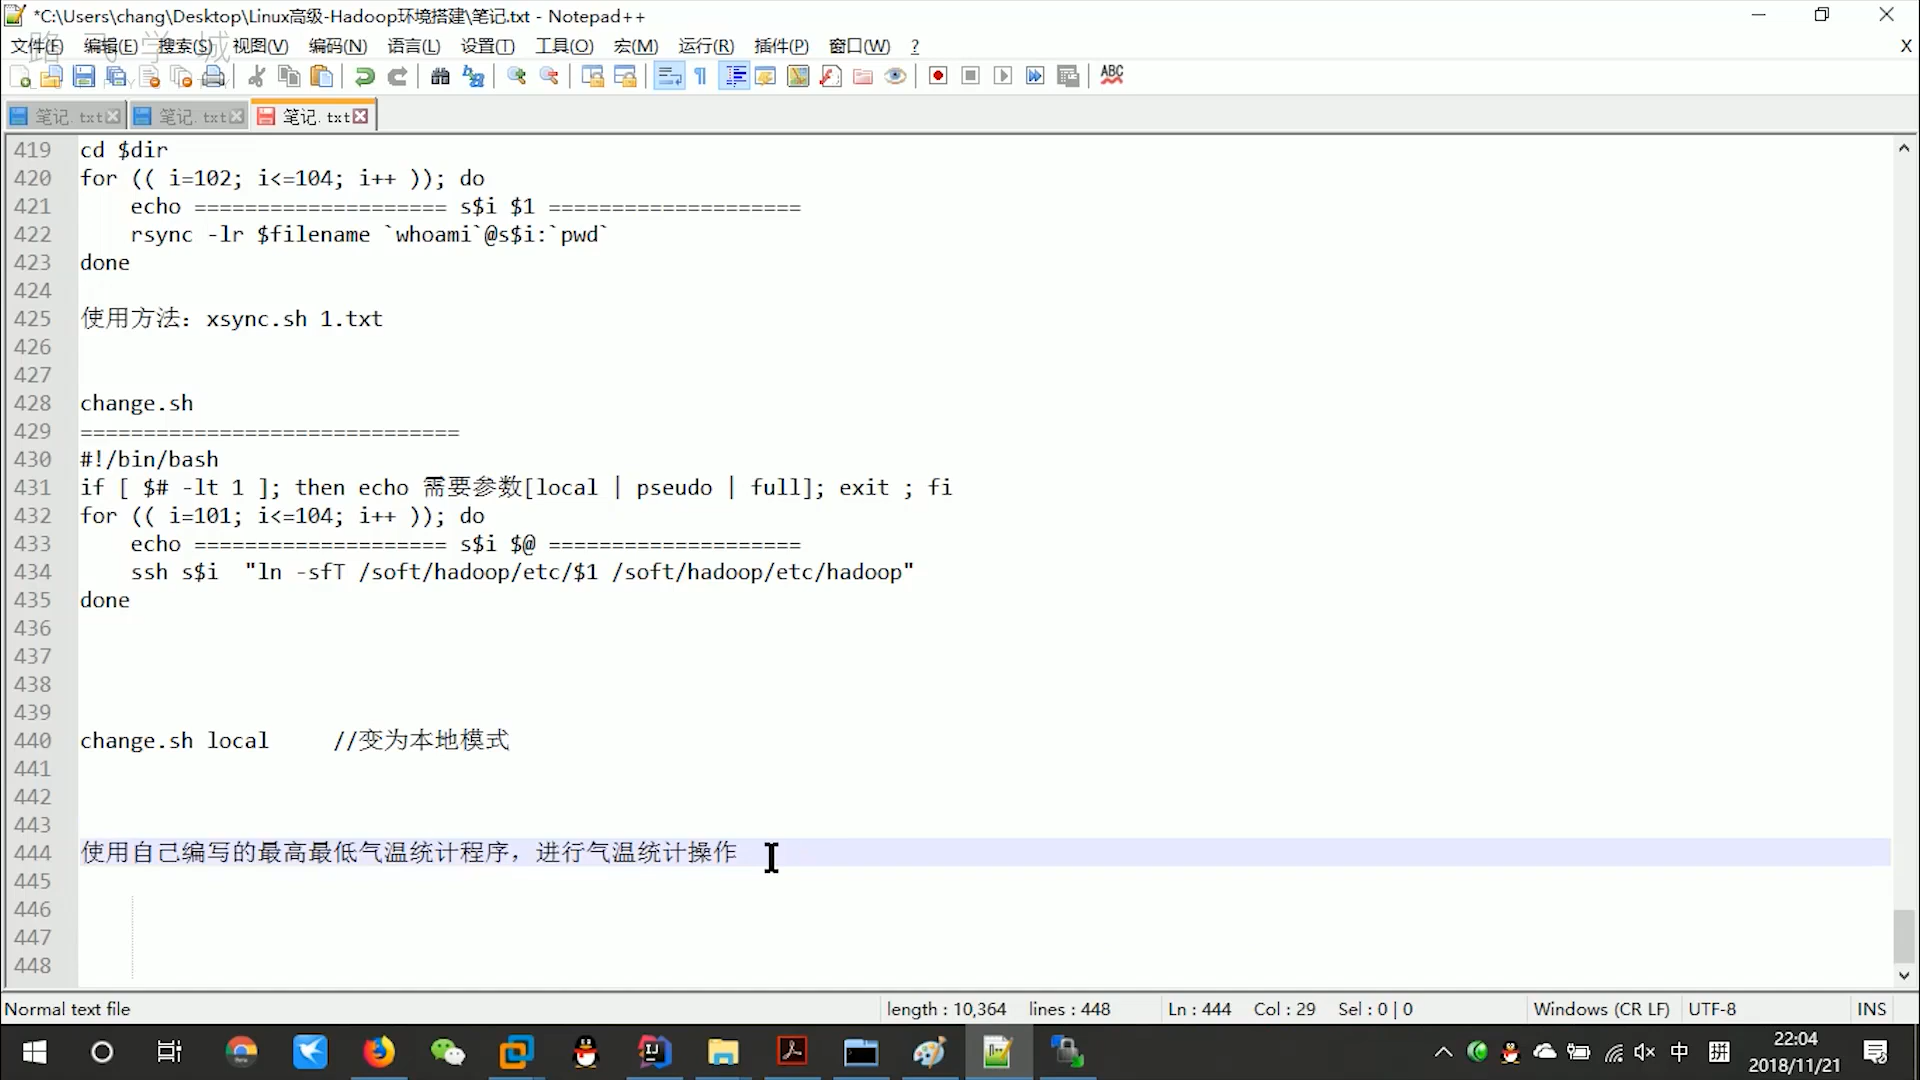 *C:\Users\chang\Desktop\Linux高级-Hadoop环境搭建\笔记.txt - Notepad++
文件(F) 编辑(E) 搜索(S) 视图(V) 编码(N) 语言(L) 设置(T) 工具(O) 宏(M) 运行(R) 插件(P) 窗口(W) ? X
ABC
笔记.txt 笔记.txt 笔记.txt
419 cd $dir
420 for (( i=102; i<=104; i++ )); do
421     echo ==================== s$i $1 ====================
422     rsync -lr $filename `whoami`@s$i:`pwd`
423 done
424
425 使用方法：xsync.sh 1.txt
426
427
428 change.sh
429 ==============================
430 #!/bin/bash
431 if [ $# -lt 1 ]; then echo 需要参数[local | pseudo | full]; exit ; fi
432 for (( i=101; i<=104; i++ )); do
433     echo ==================== s$i $@ ====================
434     ssh s$i  "ln -sfT /soft/hadoop/etc/$1 /soft/hadoop/etc/hadoop"
435 done
436
437
438
439
440 change.sh local     //变为本地模式
441
442
443
444 使用自己编写的最高最低气温统计程序，进行气温统计操作
445
446
447
448
Normal text file length : 10,364 lines : 448 Ln : 444 Col : 29 Sel : 0 | 0 Windows (CR LF) UTF-8 INS
中 拼 22:04
2018/11/21